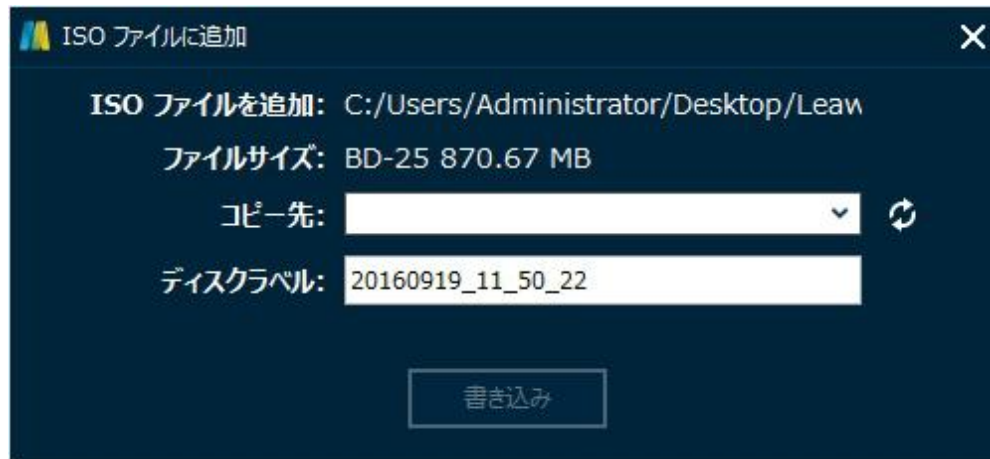 ISO ファイルに追加
ISO ファイルを追加: C:/Users/Administrator/Desktop/Leaw
ファイルサイズ: BD-25 870.67 MB
コピー先:
ディスクラベル: 20160919_11_50_22
書き込み